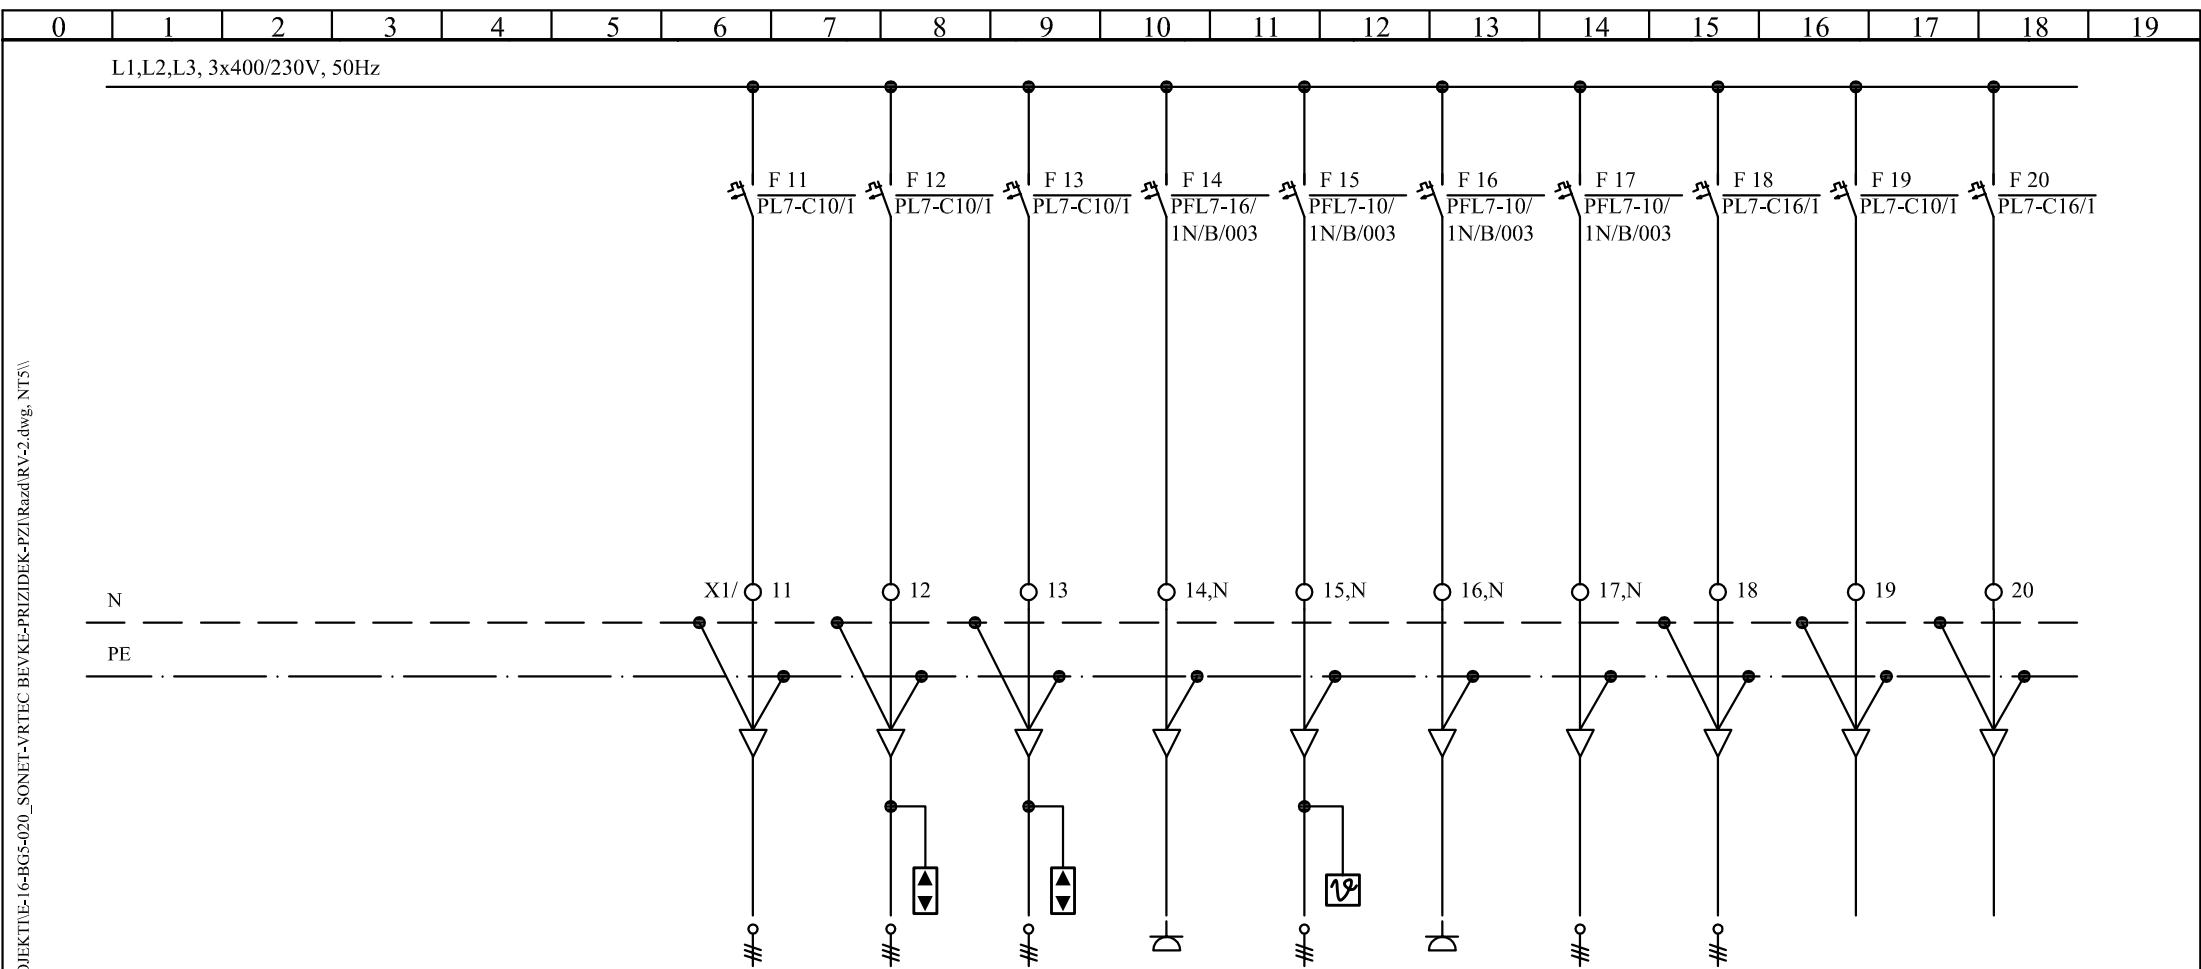 0 1 2 3 4 5 6 7 8 9 10 11 12 13 14 15 16 17 18 19
L1,L2,L3, 3x400/230V, 50Hz
F 11 F 12 F 13 F 14 F 15 F 16 F 17 F 18 F 19 F 20
PL7-C10/1 PL7-C10/1 PL7-C10/1 PFL7-16/ PFL7-10/ PFL7-10/ PFL7-10/ PL7-C16/1 PL7-C10/1 PL7-C16/1
1N/B/003 1N/B/003 1N/B/003 1N/B/003
X1/ 11 12 13 14,N 15,N 16,N 17,N 18 19 20
N
PE
OJEKTI\E-16-BG5-020_SONET-VRTEC BEVKE-PRIZIDEK-PZI\Razd\RV-2.dwg, NT5\\